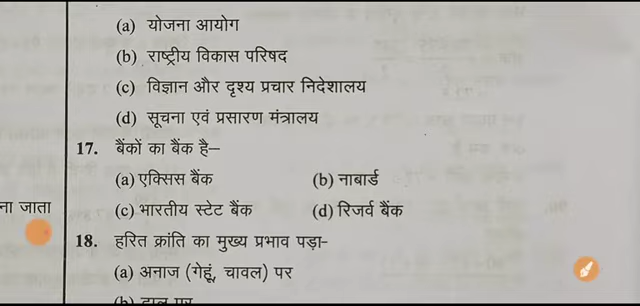 (a) योजना आयोग
(b) राष्ट्रीय विकास परिषद
(c) विज्ञान और दृश्य प्रचार निदेशालय
(d) सूचना एवं प्रसारण मंत्रालय
17. बैंकों का बैंक है–
(a) एक्सिस बैंक (b) नाबार्ड
ना जाता
(c) भारतीय स्टेट बैंक (d) रिजर्व बैंक
18. हरित क्रांति का मुख्य प्रभाव पड़ा-
(a) अनाज (गेहूं, चावल) पर
(b) दाल पर